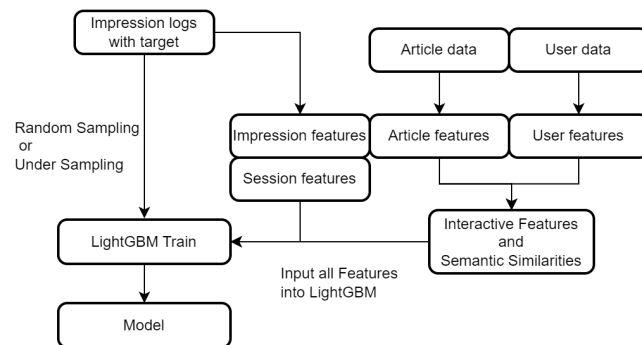 Impression logs
with target
Article data
User data
Random Sampling
or
Under Sampling
Impression features
Article features
User features
Session features
LightGBM Train
Interactive Features
and
Semantic Similarities
Input all Features
into LightGBM
Model